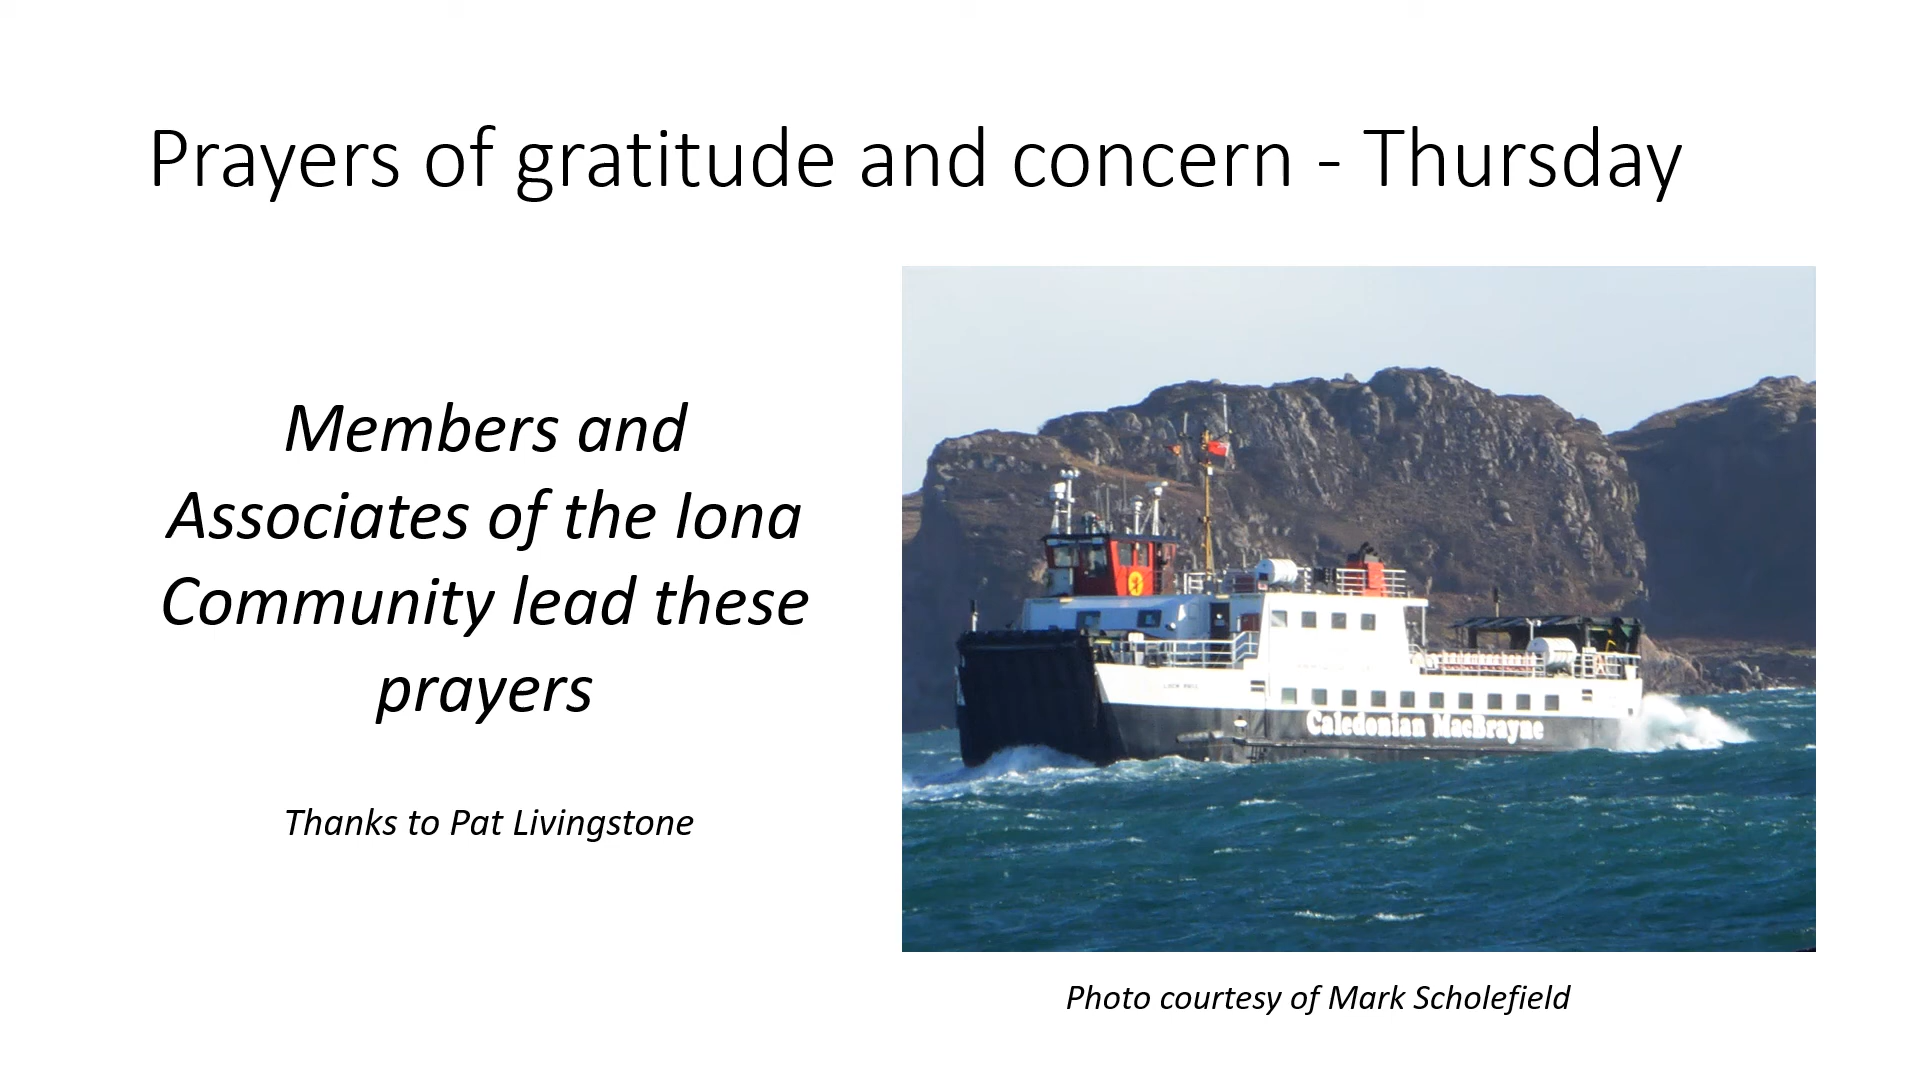 Prayers of gratitude and concern - Thursday
Members and
Associates of the Iona
Community lead these
prayers
Thanks to Pat Livingstone
Caledonian MacBrayne
Photo courtesy of Mark Scholefield